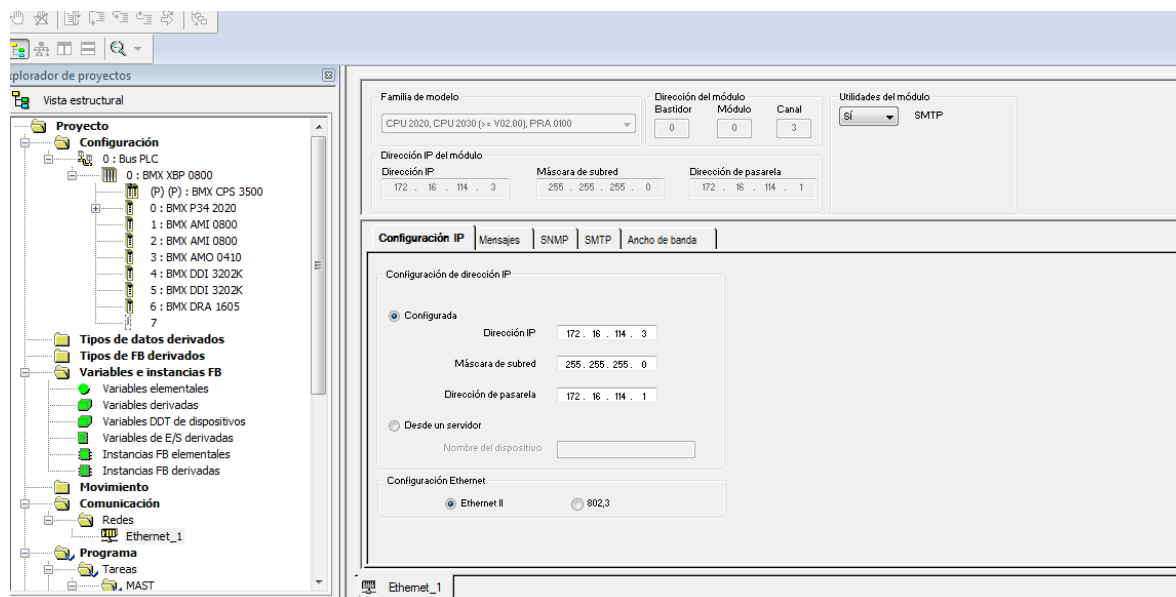 xplorador de proyectos
Vista estructural
Proyecto
Configuración
0 : Bus PLC
0 : BMX XBP 0800
(P) (P) : BMX CPS 3500
0 : BMX P34 2020
1 : BMX AMI 0800
2 : BMX AMI 0800
3 : BMX AMO 0410
4 : BMX DDI 3202K
5 : BMX DDI 3202K
6 : BMX DRA 1605
7
Tipos de datos derivados
Tipos de FB derivados
Variables e instancias FB
Variables elementales
Variables derivadas
Variables DDT de dispositivos
Variables de E/S derivadas
Instancias FB elementales
Instancias FB derivadas
Movimiento
Comunicación
Redes
Ethernet_1
Programa
Tareas
MAST
Familia de modelo
CPU 2020, CPU 2030 (>= V02.00), PRA 0100
Dirección del módulo
Bastidor Módulo Canal
0 0 3
Utilidades del módulo
Sí SMTP
Dirección IP del módulo
Dirección IP Máscara de subred Dirección de pasarela
172 . 16 . 114 . 3 255 . 255 . 255 . 0 172 . 16 . 114 . 1
Configuración IP Mensajes SNMP SMTP Ancho de banda
Configuración de dirección IP
Configurada
Dirección IP 172 . 16 . 114 . 3
Máscara de subred 255 . 255 . 255 . 0
Dirección de pasarela 172 . 16 . 114 . 1
Desde un servidor
Nombre del dispositivo
Configuración Ethernet
Ethernet II 802,3
Ethernet_1